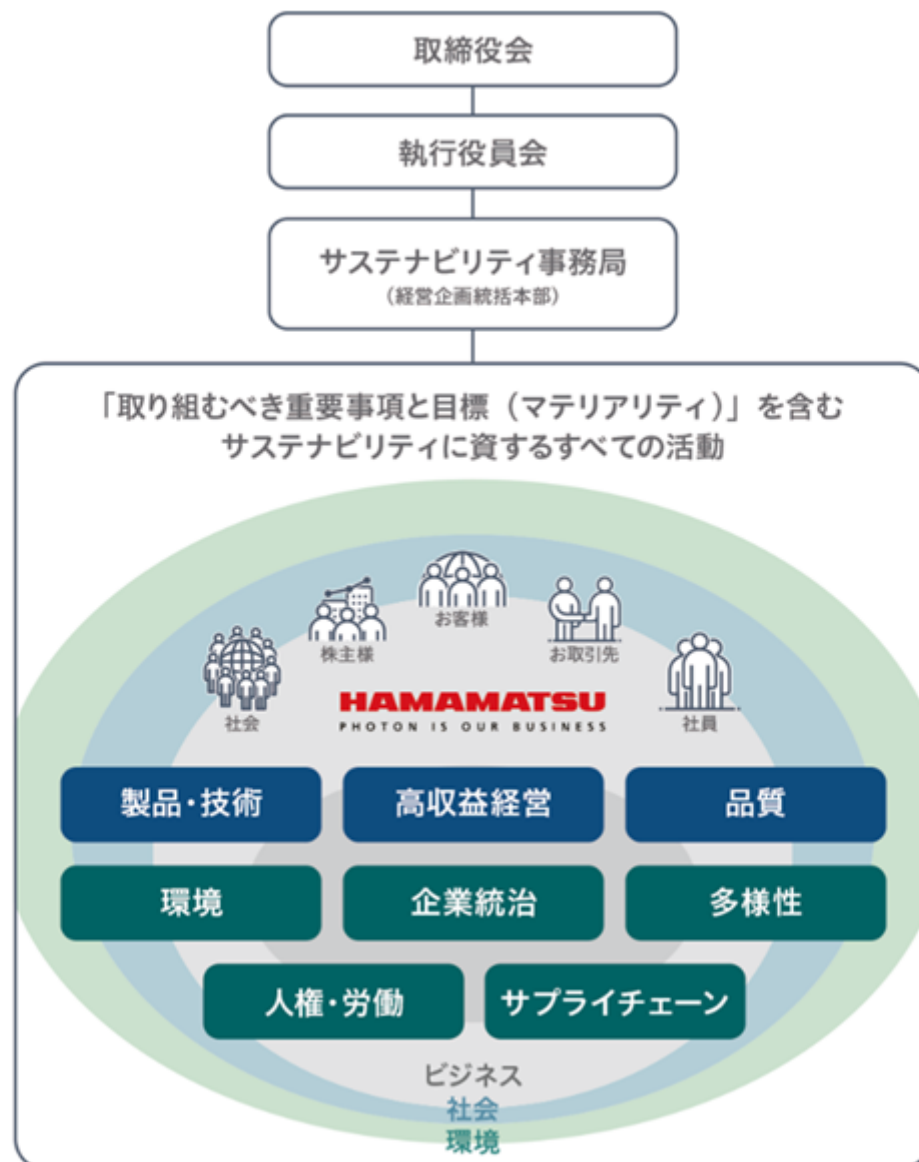 取締役会
執行役員会
サステナビリティ事務局
（経営企画統括本部）
「取り組むべき重要事項と目標（マテリアリティ）」を含む
サステナビリティに資するすべての活動
お客様
株主様
お取引先
社会
社員
HAMAMATSU
PHOTON IS OUR BUSINESS
製品・技術
高収益経営
品質
環境
企業統治
多様性
人権・労働
サプライチェーン
ビジネス
社会
環境